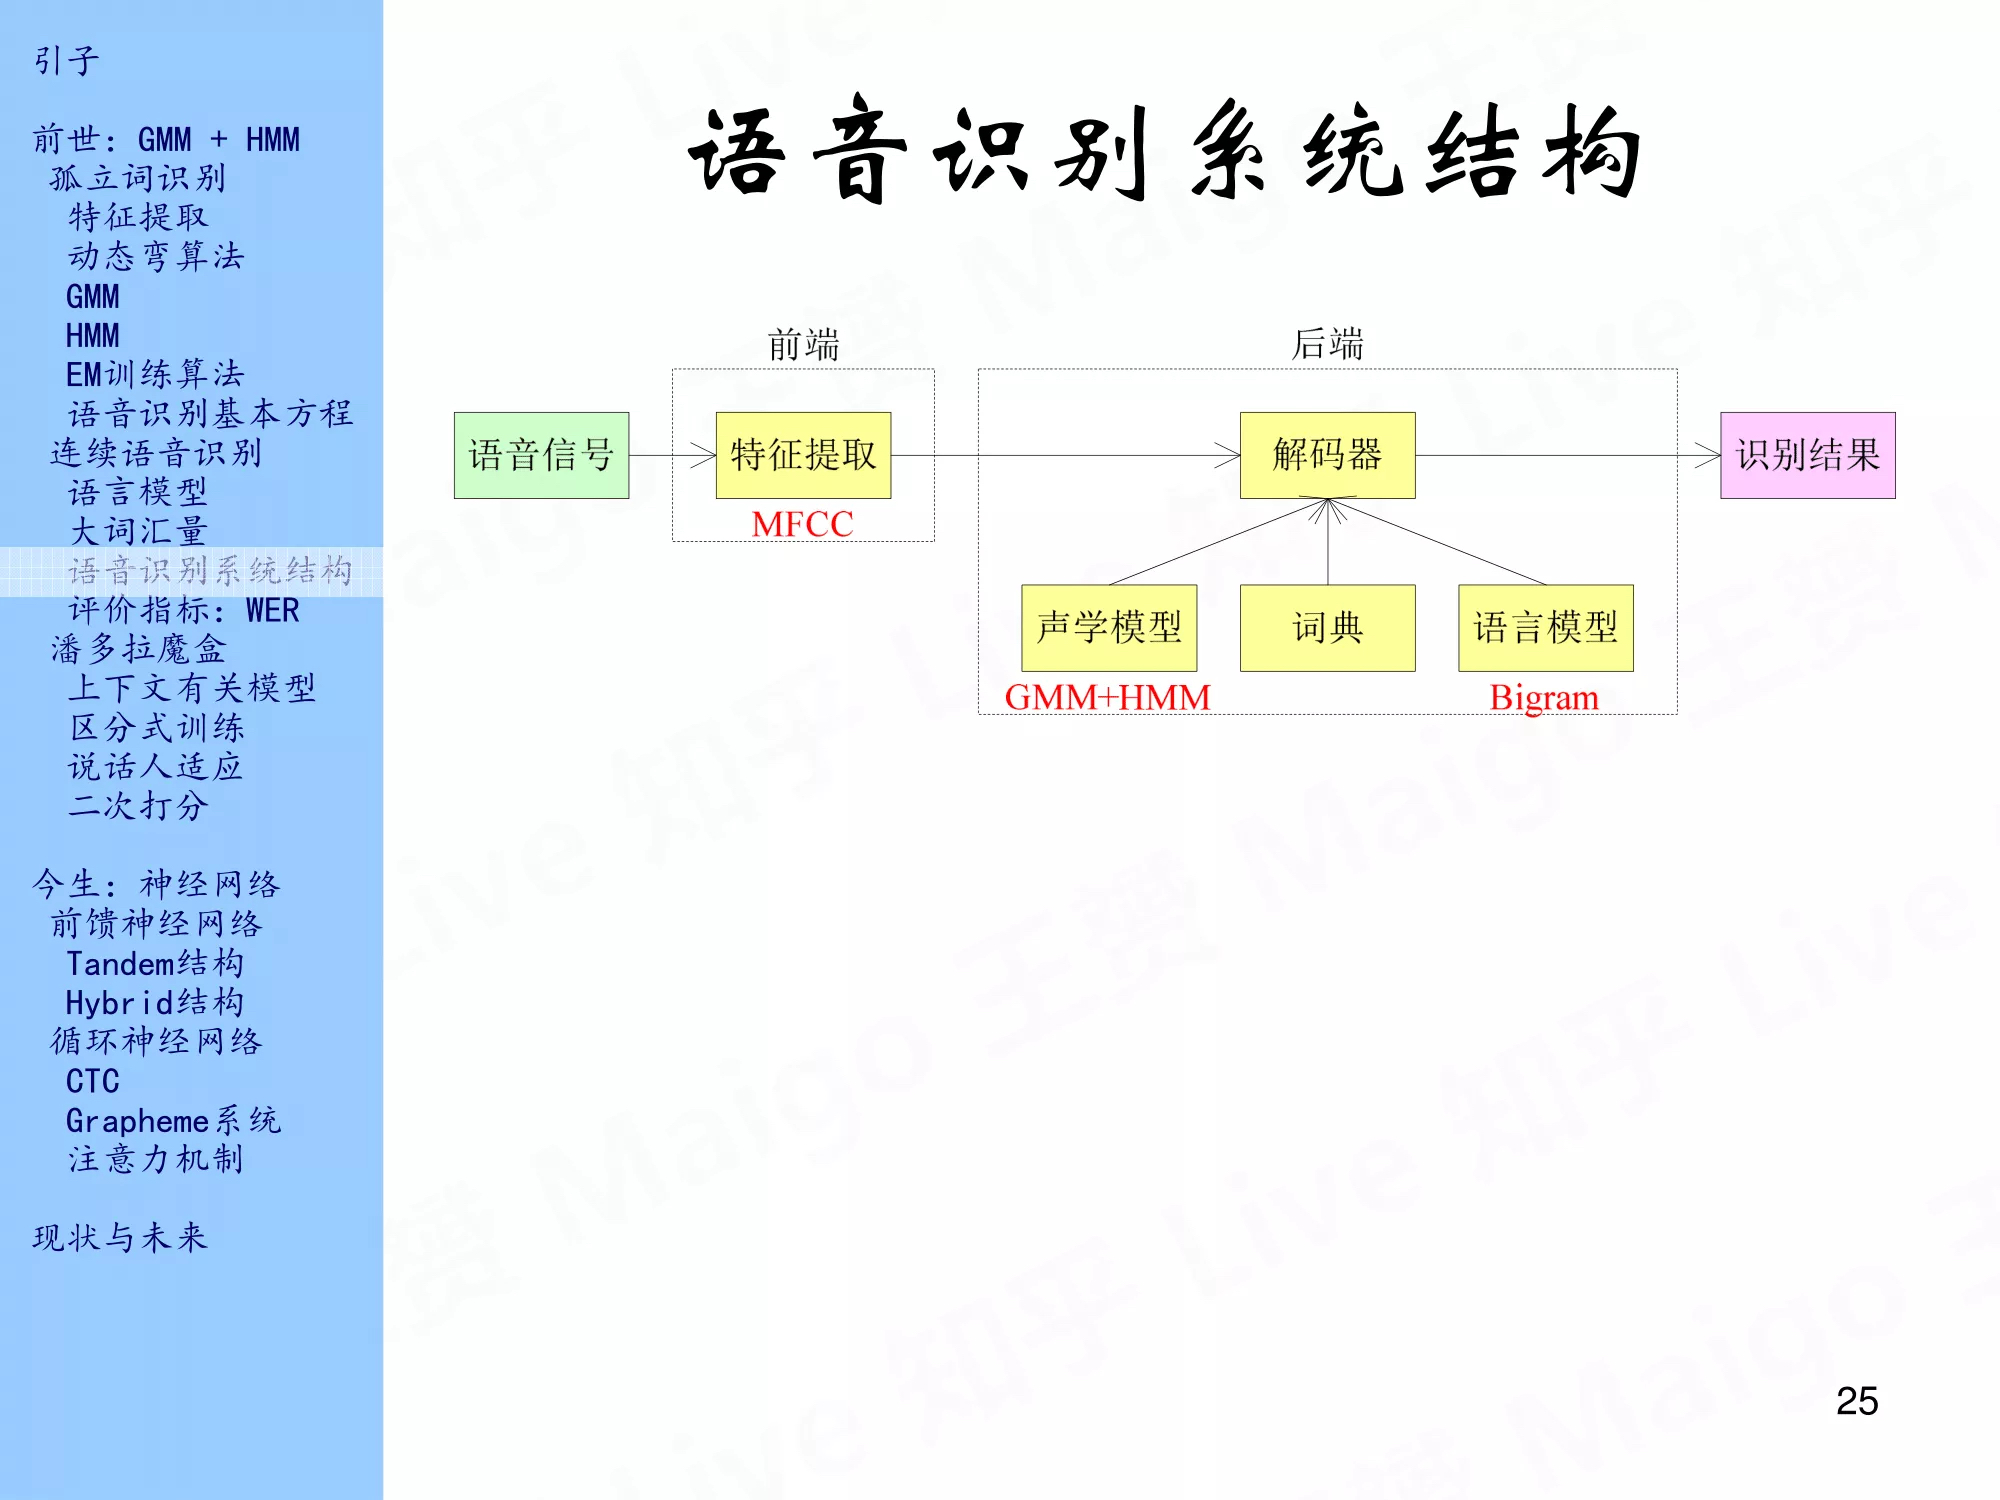 引子
前世：GMM + HMM
孤立词识别
特征提取
动态弯算法
GMM
HMM
EM训练算法
语音识别基本方程
连续语音识别
语言模型
大词汇量
语音识别系统结构
评价指标：WER
潘多拉魔盒
上下文有关模型
区分式训练
说话人适应
二次打分
今生：神经网络
前馈神经网络
Tandem结构
Hybrid结构
循环神经网络
CTC
Grapheme系统
注意力机制
现状与未来
语音识别系统结构
前端
后端
语音信号
特征提取
解码器
识别结果
MFCC
声学模型
词典
语言模型
GMM+HMM
Bigram
知乎 Live Maigo 王赟
25